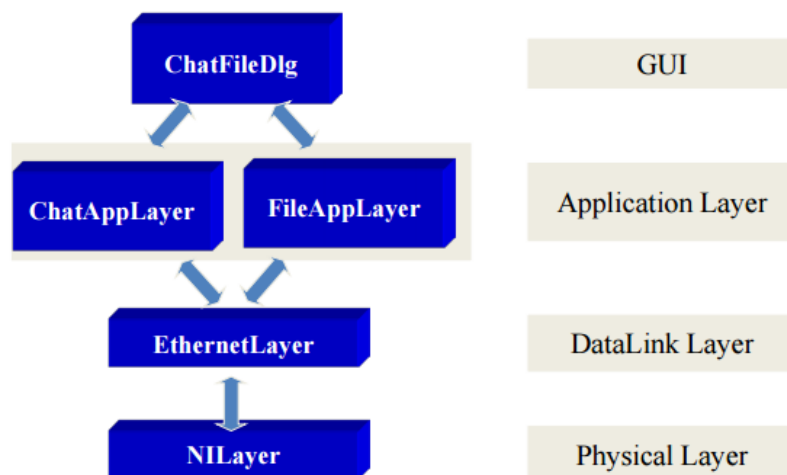 ChatFileDlg
GUI
ChatAppLayer
FileAppLayer
Application Layer
EthernetLayer
DataLink Layer
NILayer
Physical Layer